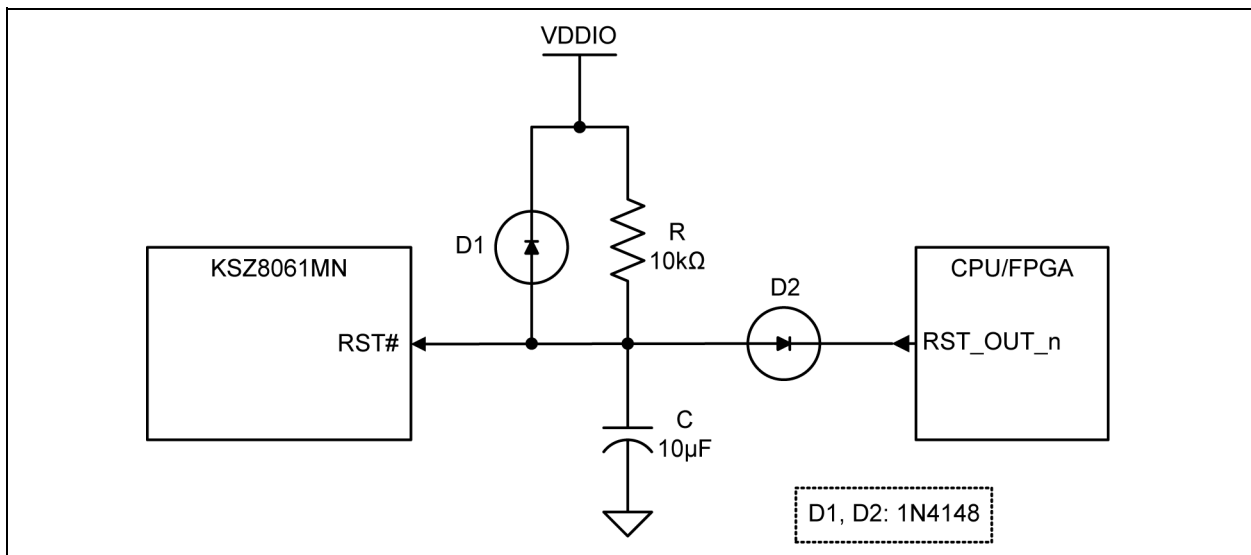 VDDIO
D1
R
10kΩ
KSZ8061MN
CPU/FPGA
D2
RST#
RST_OUT_n
C
10µF
D1, D2: 1N4148